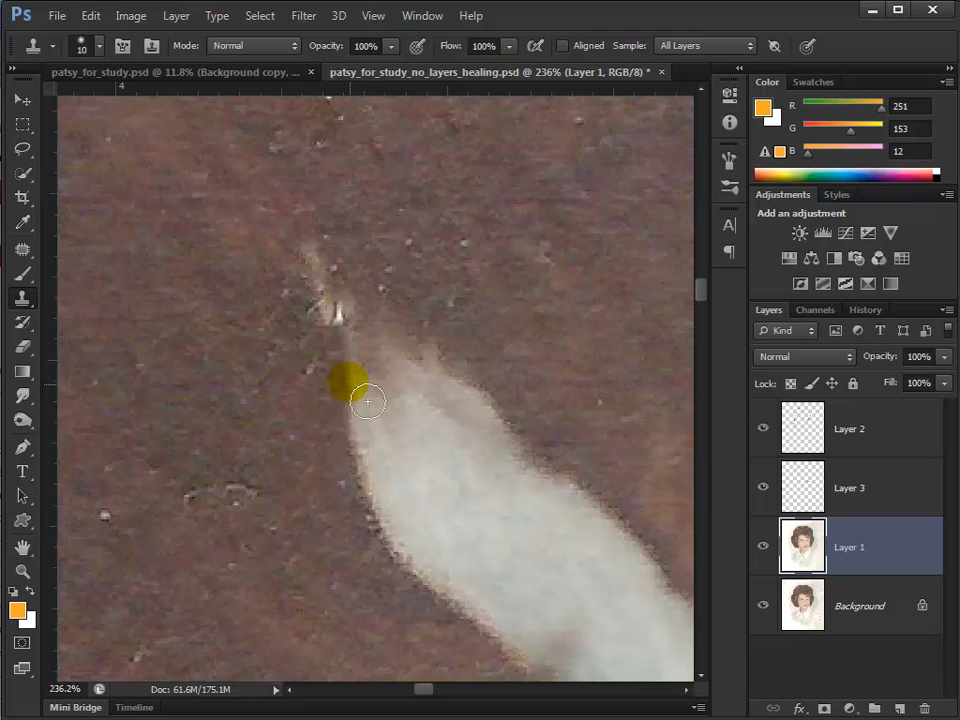 Ps File Edit Image Layer Type Select Filter 3D View Window Help
10 Mode: Normal Opacity: 100% Flow: 100% Aligned Sample: All Layers
patsy_for_study.psd @ 11.8% (Background copy, ... × patsy_for_study_no_layers_healing.psd @ 236% (Layer 1, RGB/8) * ×
4
Color Swatches
R 251
G 153
B 12
Adjustments Styles
Add an adjustment
Layers Channels History
Kind
Normal Opacity: 100%
Lock: Fill: 100%
Layer 2
Layer 3
Layer 1
Background
236.2% Doc: 61.6M/175.1M
Mini Bridge Timeline